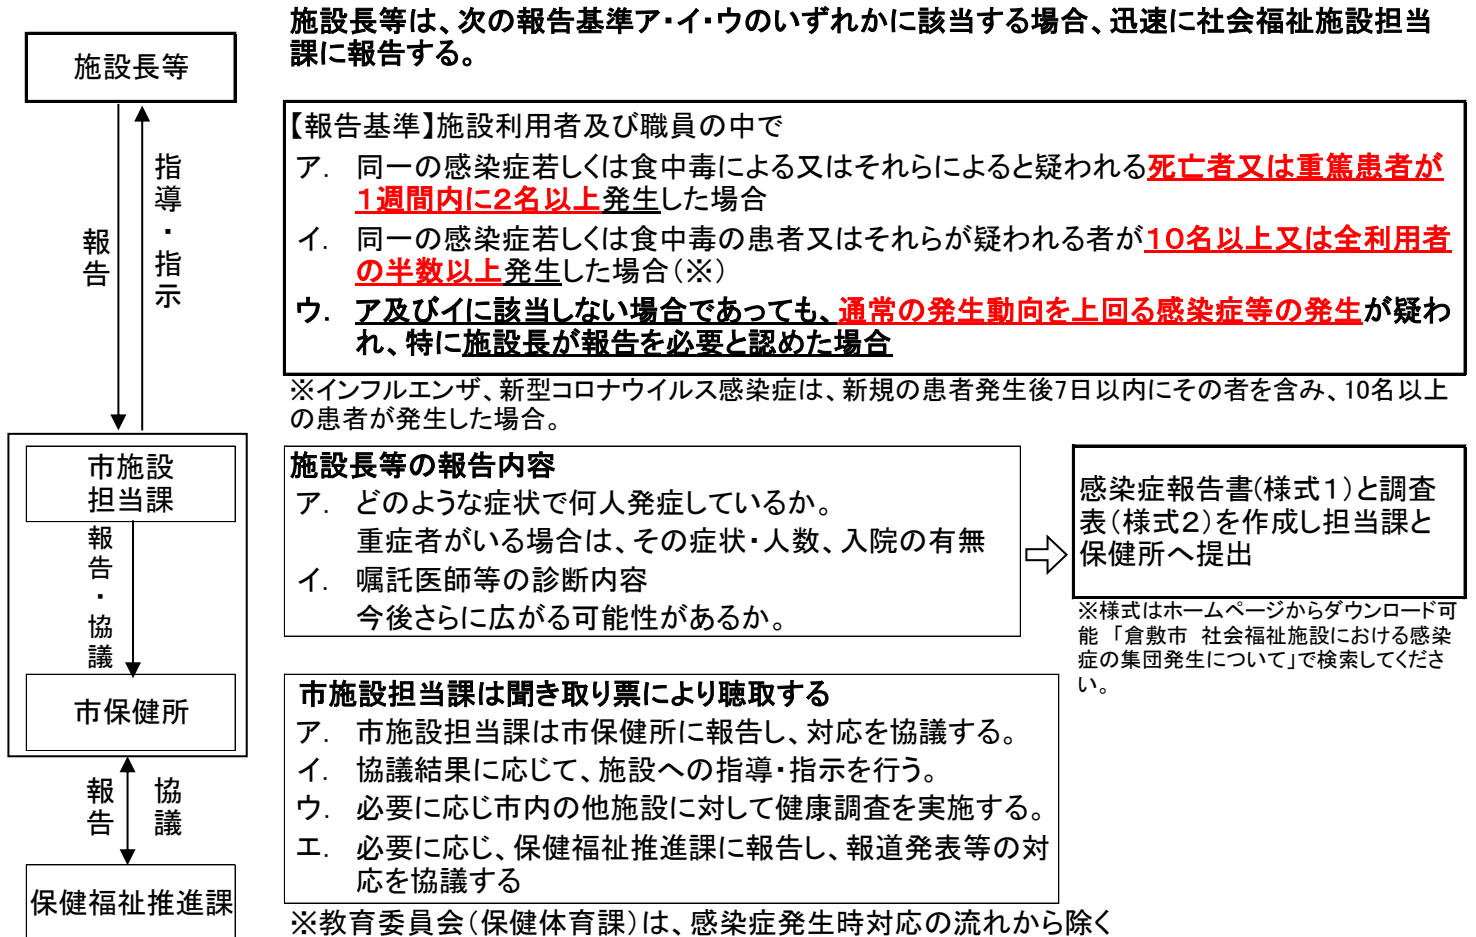 施設長等は、次の報告基準ア・イ・ウのいずれかに該当する場合、迅速に社会福祉施設担当
課に報告する。
施設長等
指導・指示
報告
【報告基準】施設利用者及び職員の中で
ア． 同一の感染症若しくは食中毒による又はそれらによると疑われる死亡者又は重篤患者が
１週間内に２名以上発生した場合
イ． 同一の感染症若しくは食中毒の患者又はそれらが疑われる者が１０名以上又は全利用者
の半数以上発生した場合（※）
ウ． ア及びイに該当しない場合であっても、通常の発生動向を上回る感染症等の発生が疑わ
れ、特に施設長が報告を必要と認めた場合
※インフルエンザ、新型コロナウイルス感染症は、新規の患者発生後7日以内にその者を含み、10名以上
の患者が発生した場合。
市施設
担当課
報告・協議
市保健所
報告
協議
保健福祉推進課
施設長等の報告内容
ア． どのような症状で何人発症しているか。
重症者がいる場合は、その症状・人数、入院の有無
イ． 嘱託医師等の診断内容
今後さらに広がる可能性があるか。
感染症報告書(様式１)と調査
表（様式２）を作成し担当課と
保健所へ提出
※様式はホームページからダウンロード可
能 「倉敷市 社会福祉施設における感染
症の集団発生について」で検索してくださ
い。
市施設担当課は聞き取り票により聴取する
ア． 市施設担当課は市保健所に報告し、対応を協議する。
イ． 協議結果に応じて、施設への指導・指示を行う。
ウ． 必要に応じ市内の他施設に対して健康調査を実施する。
エ． 必要に応じ、保健福祉推進課に報告し、報道発表等の対
応を協議する
※教育委員会（保健体育課）は、感染症発生時対応の流れから除く